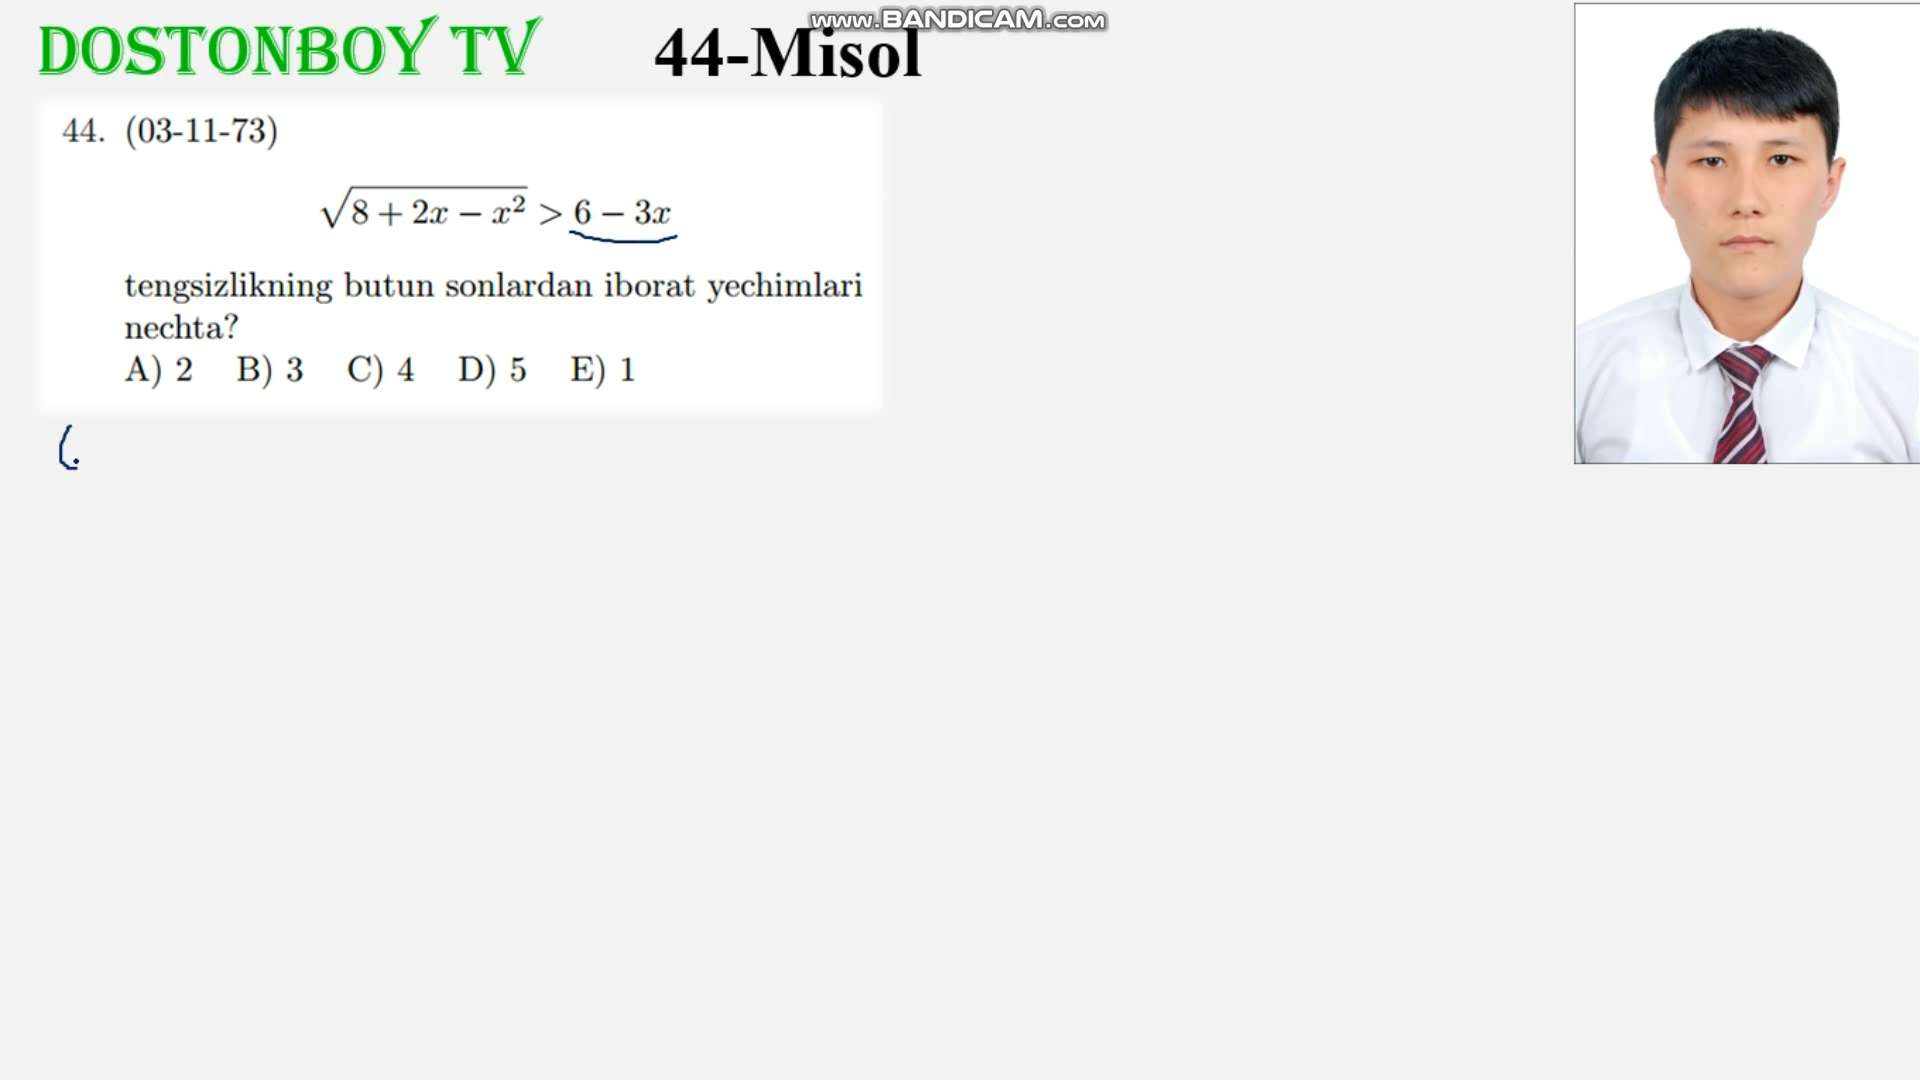 www.BANDICAM.com
DOSTONBOY TV
44-Misol
44. (03-11-73)
√8 + 2x − x² > 6 − 3x
tengsizlikning butun sonlardan iborat yechimlari
nechta?
A) 2 B) 3 C) 4 D) 5 E) 1